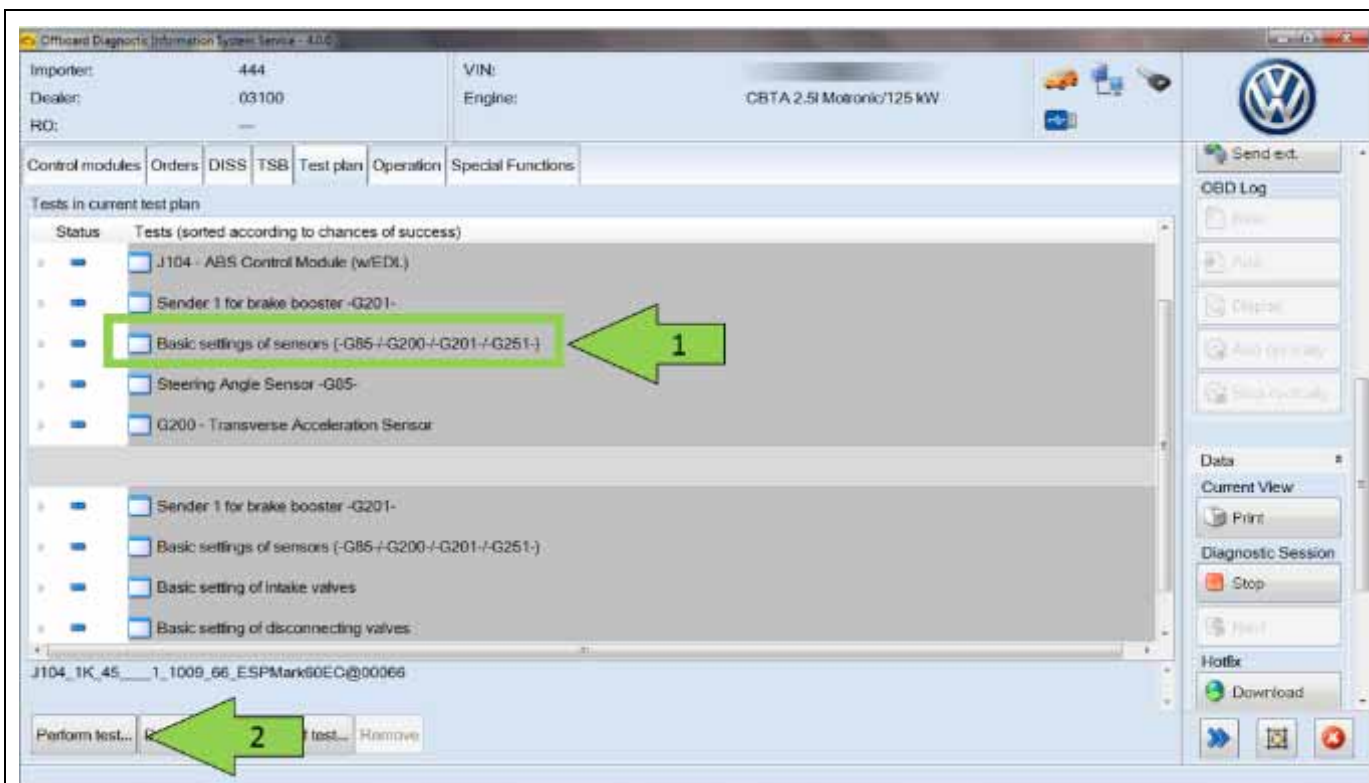 Offboard Diagnostic Information System Service - 4.0.0
Importer: 444 VIN:
Dealer: 03100 Engine: CBTA 2.5l Motronic/125 kW
RO: ---
Control modules Orders DISS TSB Test plan Operation Special Functions
Tests in current test plan
Status Tests (sorted according to chances of success)
J104 - ABS Control Module (w/EDL)
Sender 1 for brake booster -G201-
Basic settings of sensors (-G85-/-G200-/-G201-/-G251-)
1
Steering Angle Sensor -G85-
G200 - Transverse Acceleration Sensor
Sender 1 for brake booster -G201-
Basic settings of sensors (-G85-/-G200-/-G201-/-G251-)
Basic setting of intake valves
Basic setting of disconnecting valves
J104_1K_45____1_1009_66_ESPMark60EC@00066
Perform test... 2 test... Remove
Send ext.
OBD Log
Display
Data
Current View
Print
Diagnostic Session
Stop
Hotfix
Download